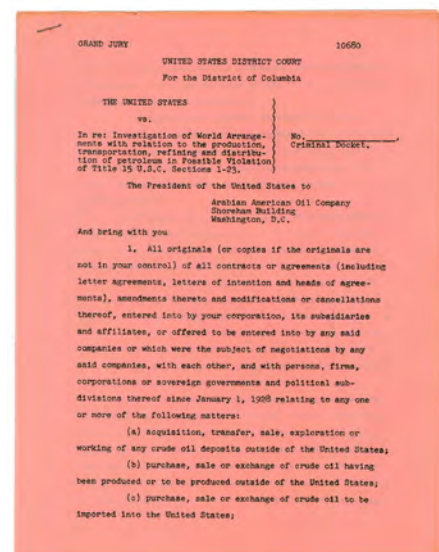 GRAND JURY 10680
UNITED STATES DISTRICT COURT
For the District of Columbia
THE UNITED STATES
vs.
In re: Investigation of World Arrange-
ments with relation to the production,
transportation, refining and distribu-
tion of petroleum in Possible Violation
of Title 15 U.S.C. Sections 1-23.
No.
Criminal Docket.
The President of the United States to
Arabian American Oil Company
Shoreham Building
Washington, D.C.
And bring with you
1. All originals (or copies if the originals are
not in your control) of all contracts or agreements (including
letter agreements, letters of intention and heads of agree-
ments), amendments thereto and modifications or cancellations
thereof, entered into by your corporation, its subsidiaries
and affiliates, or offered to be entered into by any said
companies or which were the subject of negotiations by any
said companies, with each other, and with persons, firms,
corporations or sovereign governments and political sub-
divisions thereof since January 1, 1928 relating to any one
or more of the following matters:
(a) acquisition, transfer, sale, exploration or
working of any crude oil deposits outside of the United States;
(b) purchase, sale or exchange of crude oil having
been produced or to be produced outside of the United States;
(c) purchase, sale or exchange of crude oil to be
imported into the United States;